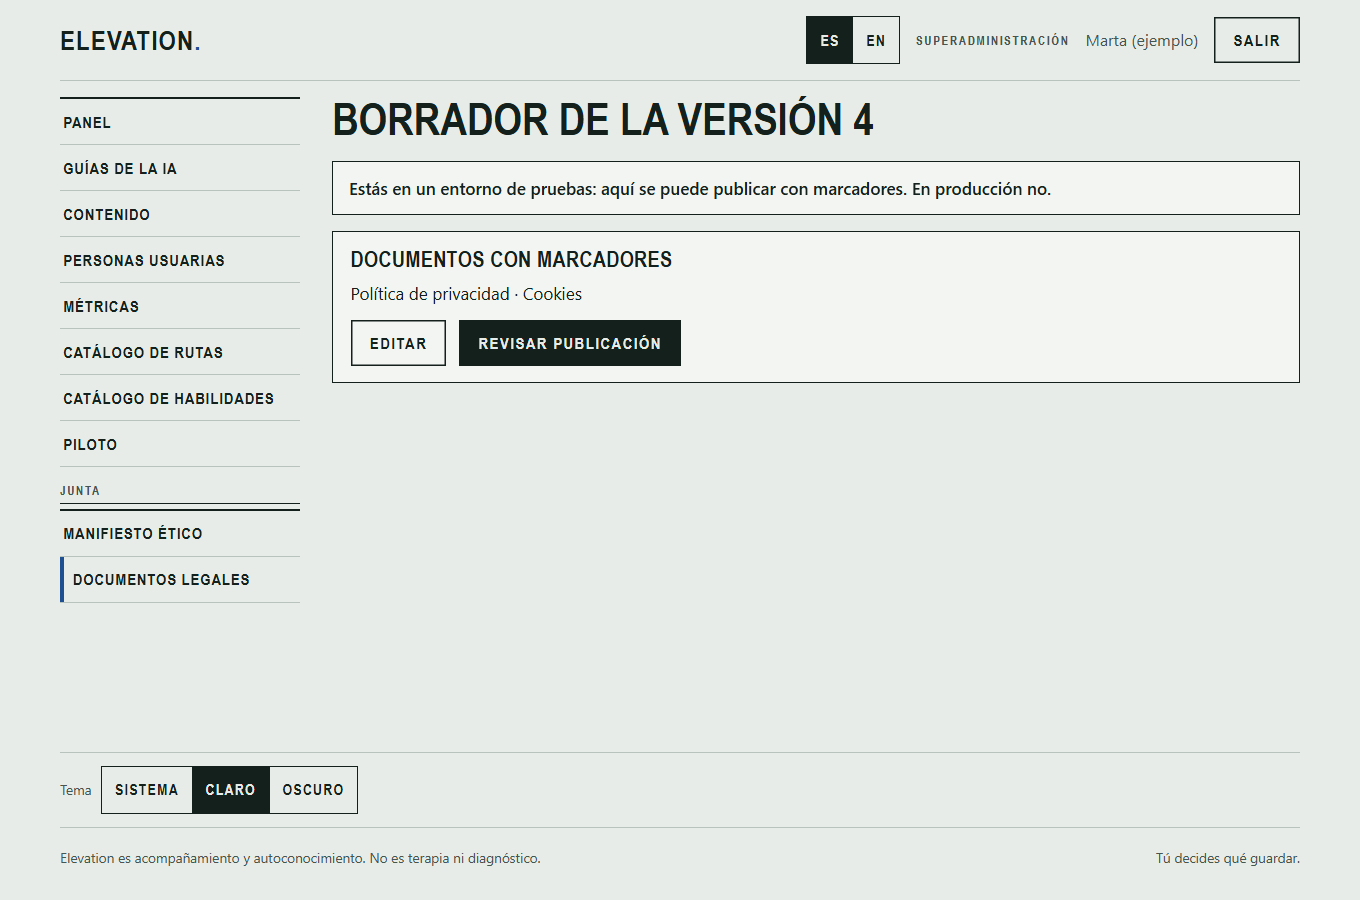 ELEVATION.
ES EN SUPERADMINISTRACIÓN Marta (ejemplo) SALIR
PANEL
GUÍAS DE LA IA
CONTENIDO
PERSONAS USUARIAS
MÉTRICAS
CATÁLOGO DE RUTAS
CATÁLOGO DE HABILIDADES
PILOTO
JUNTA
MANIFIESTO ÉTICO
DOCUMENTOS LEGALES
BORRADOR DE LA VERSIÓN 4
Estás en un entorno de pruebas: aquí se puede publicar con marcadores. En producción no.
DOCUMENTOS CON MARCADORES
Política de privacidad · Cookies
EDITAR REVISAR PUBLICACIÓN
Tema SISTEMA CLARO OSCURO
Elevation es acompañamiento y autoconocimiento. No es terapia ni diagnóstico.
Tú decides qué guardar.